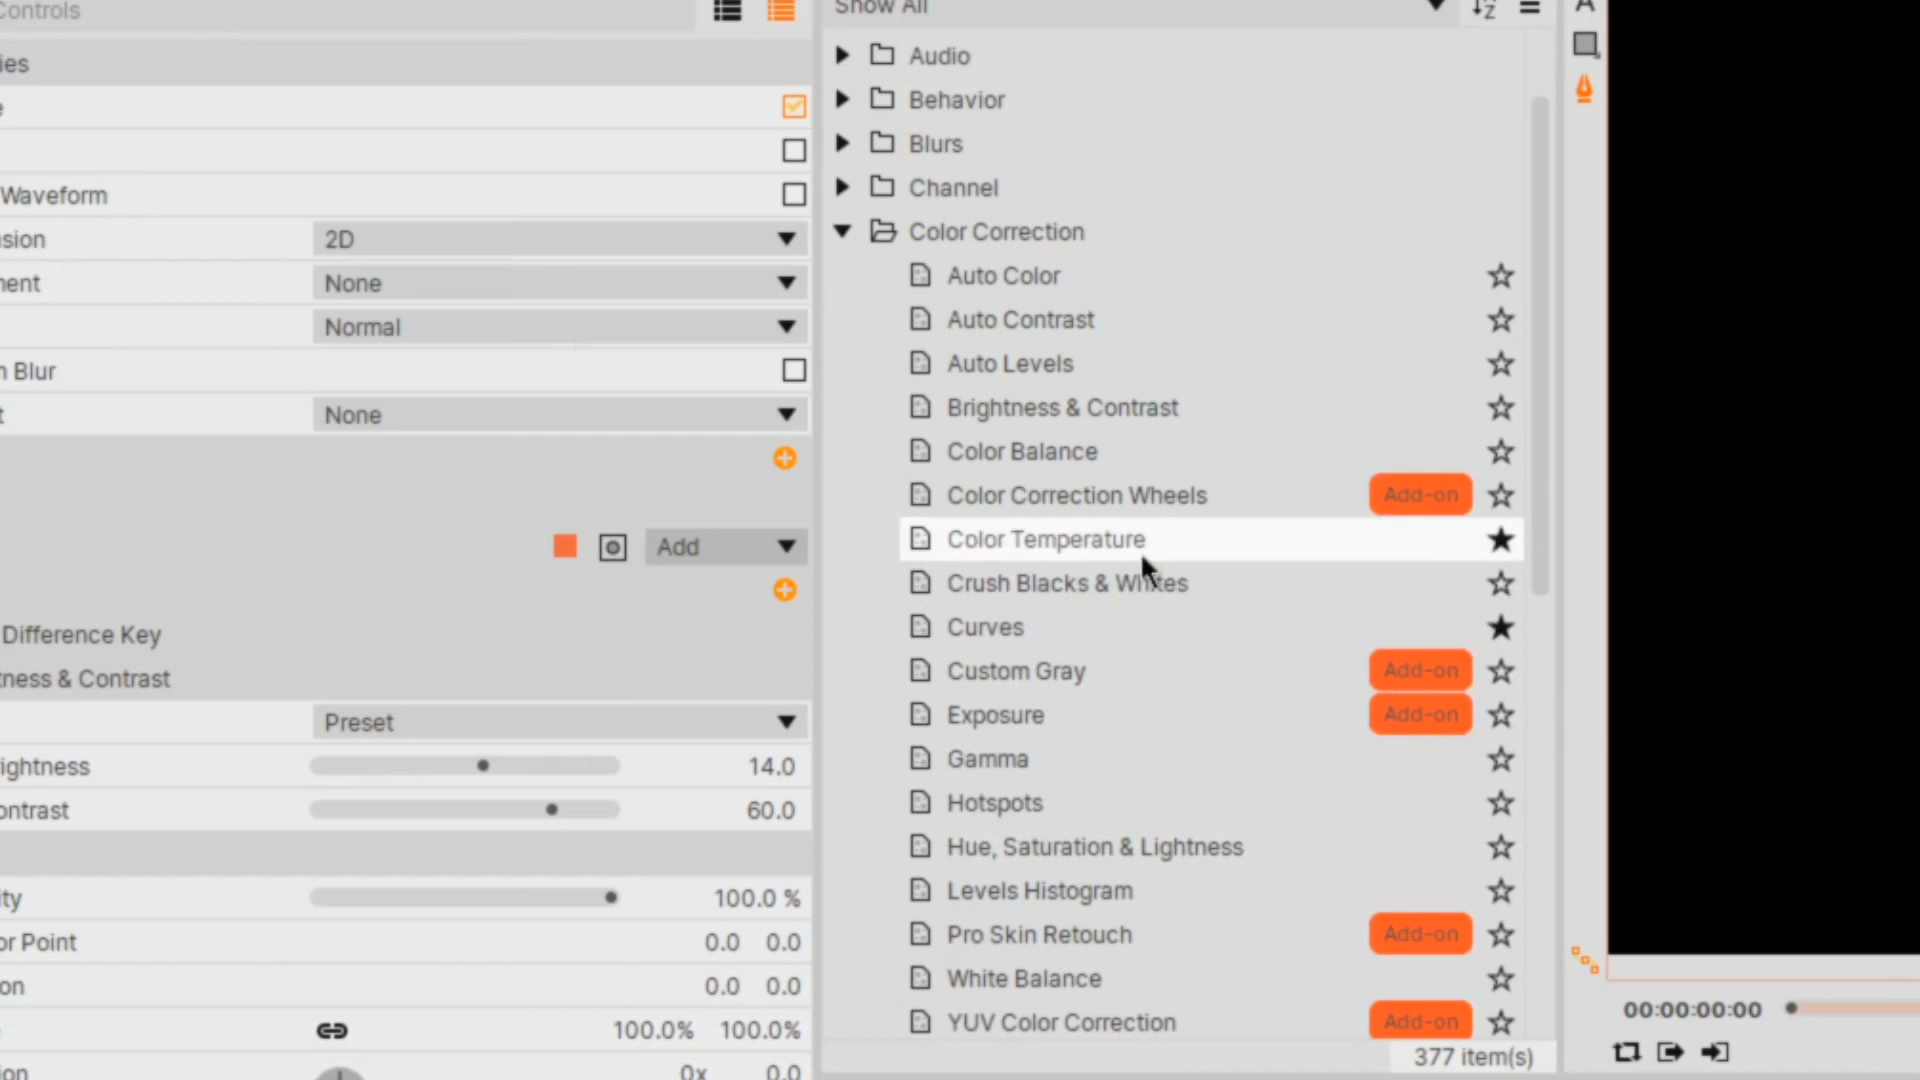 Controls
ies
e
Waveform
nsion 2D
ment None
Normal
n Blur
t None
Add
Difference Key
tness & Contrast
Preset
rightness 14.0
ontrast 60.0
ity 100.0 %
or Point 0.0 0.0
on 0.0 0.0
100.0% 100.0%
ion 0x 0.0
Show All
Audio
Behavior
Blurs
Channel
Color Correction
Auto Color
Auto Contrast
Auto Levels
Brightness & Contrast
Color Balance
Color Correction Wheels Add-on
Color Temperature
Crush Blacks & Whites
Curves
Custom Gray Add-on
Exposure Add-on
Gamma
Hotspots
Hue, Saturation & Lightness
Levels Histogram
Pro Skin Retouch Add-on
White Balance
YUV Color Correction Add-on
377 item(s)
A
00:00:00:00